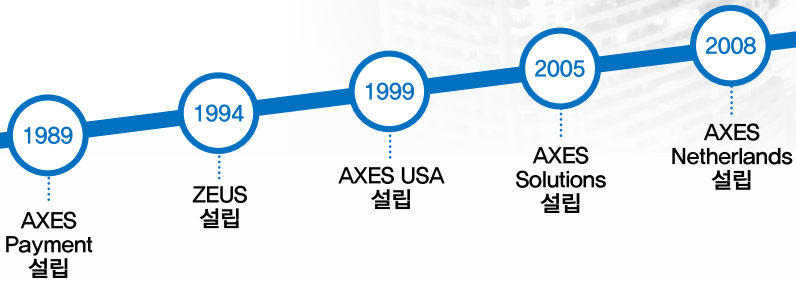 1989
AXES
Payment
설립
1994
ZEUS
설립
1999
AXES USA
설립
2005
AXES
Solutions
설립
2008
AXES
Netherlands
설립